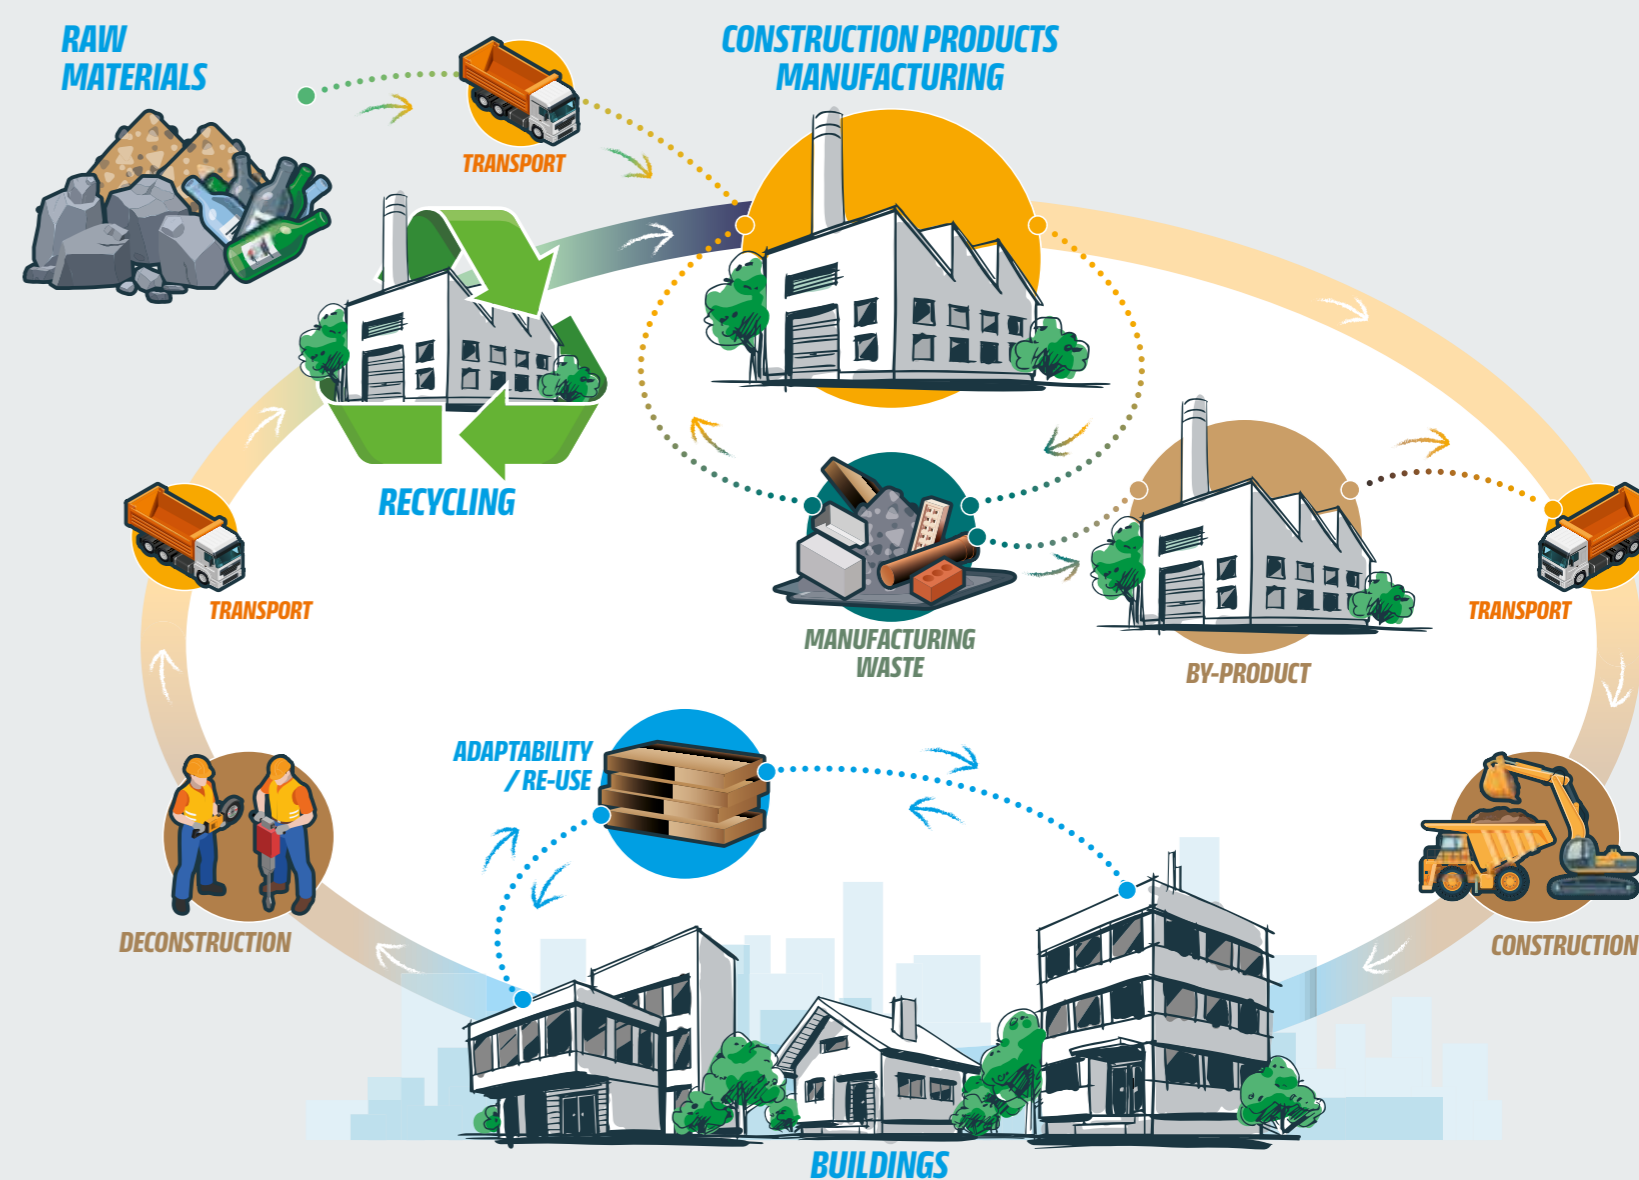 RAW
MATERIALS
CONSTRUCTION PRODUCTS
MANUFACTURING
TRANSPORT
RECYCLING
TRANSPORT
TRANSPORT
MANUFACTURING
WASTE
BY-PRODUCT
ADAPTABILITY
/ RE-USE
DECONSTRUCTION
CONSTRUCTION
BUILDINGS